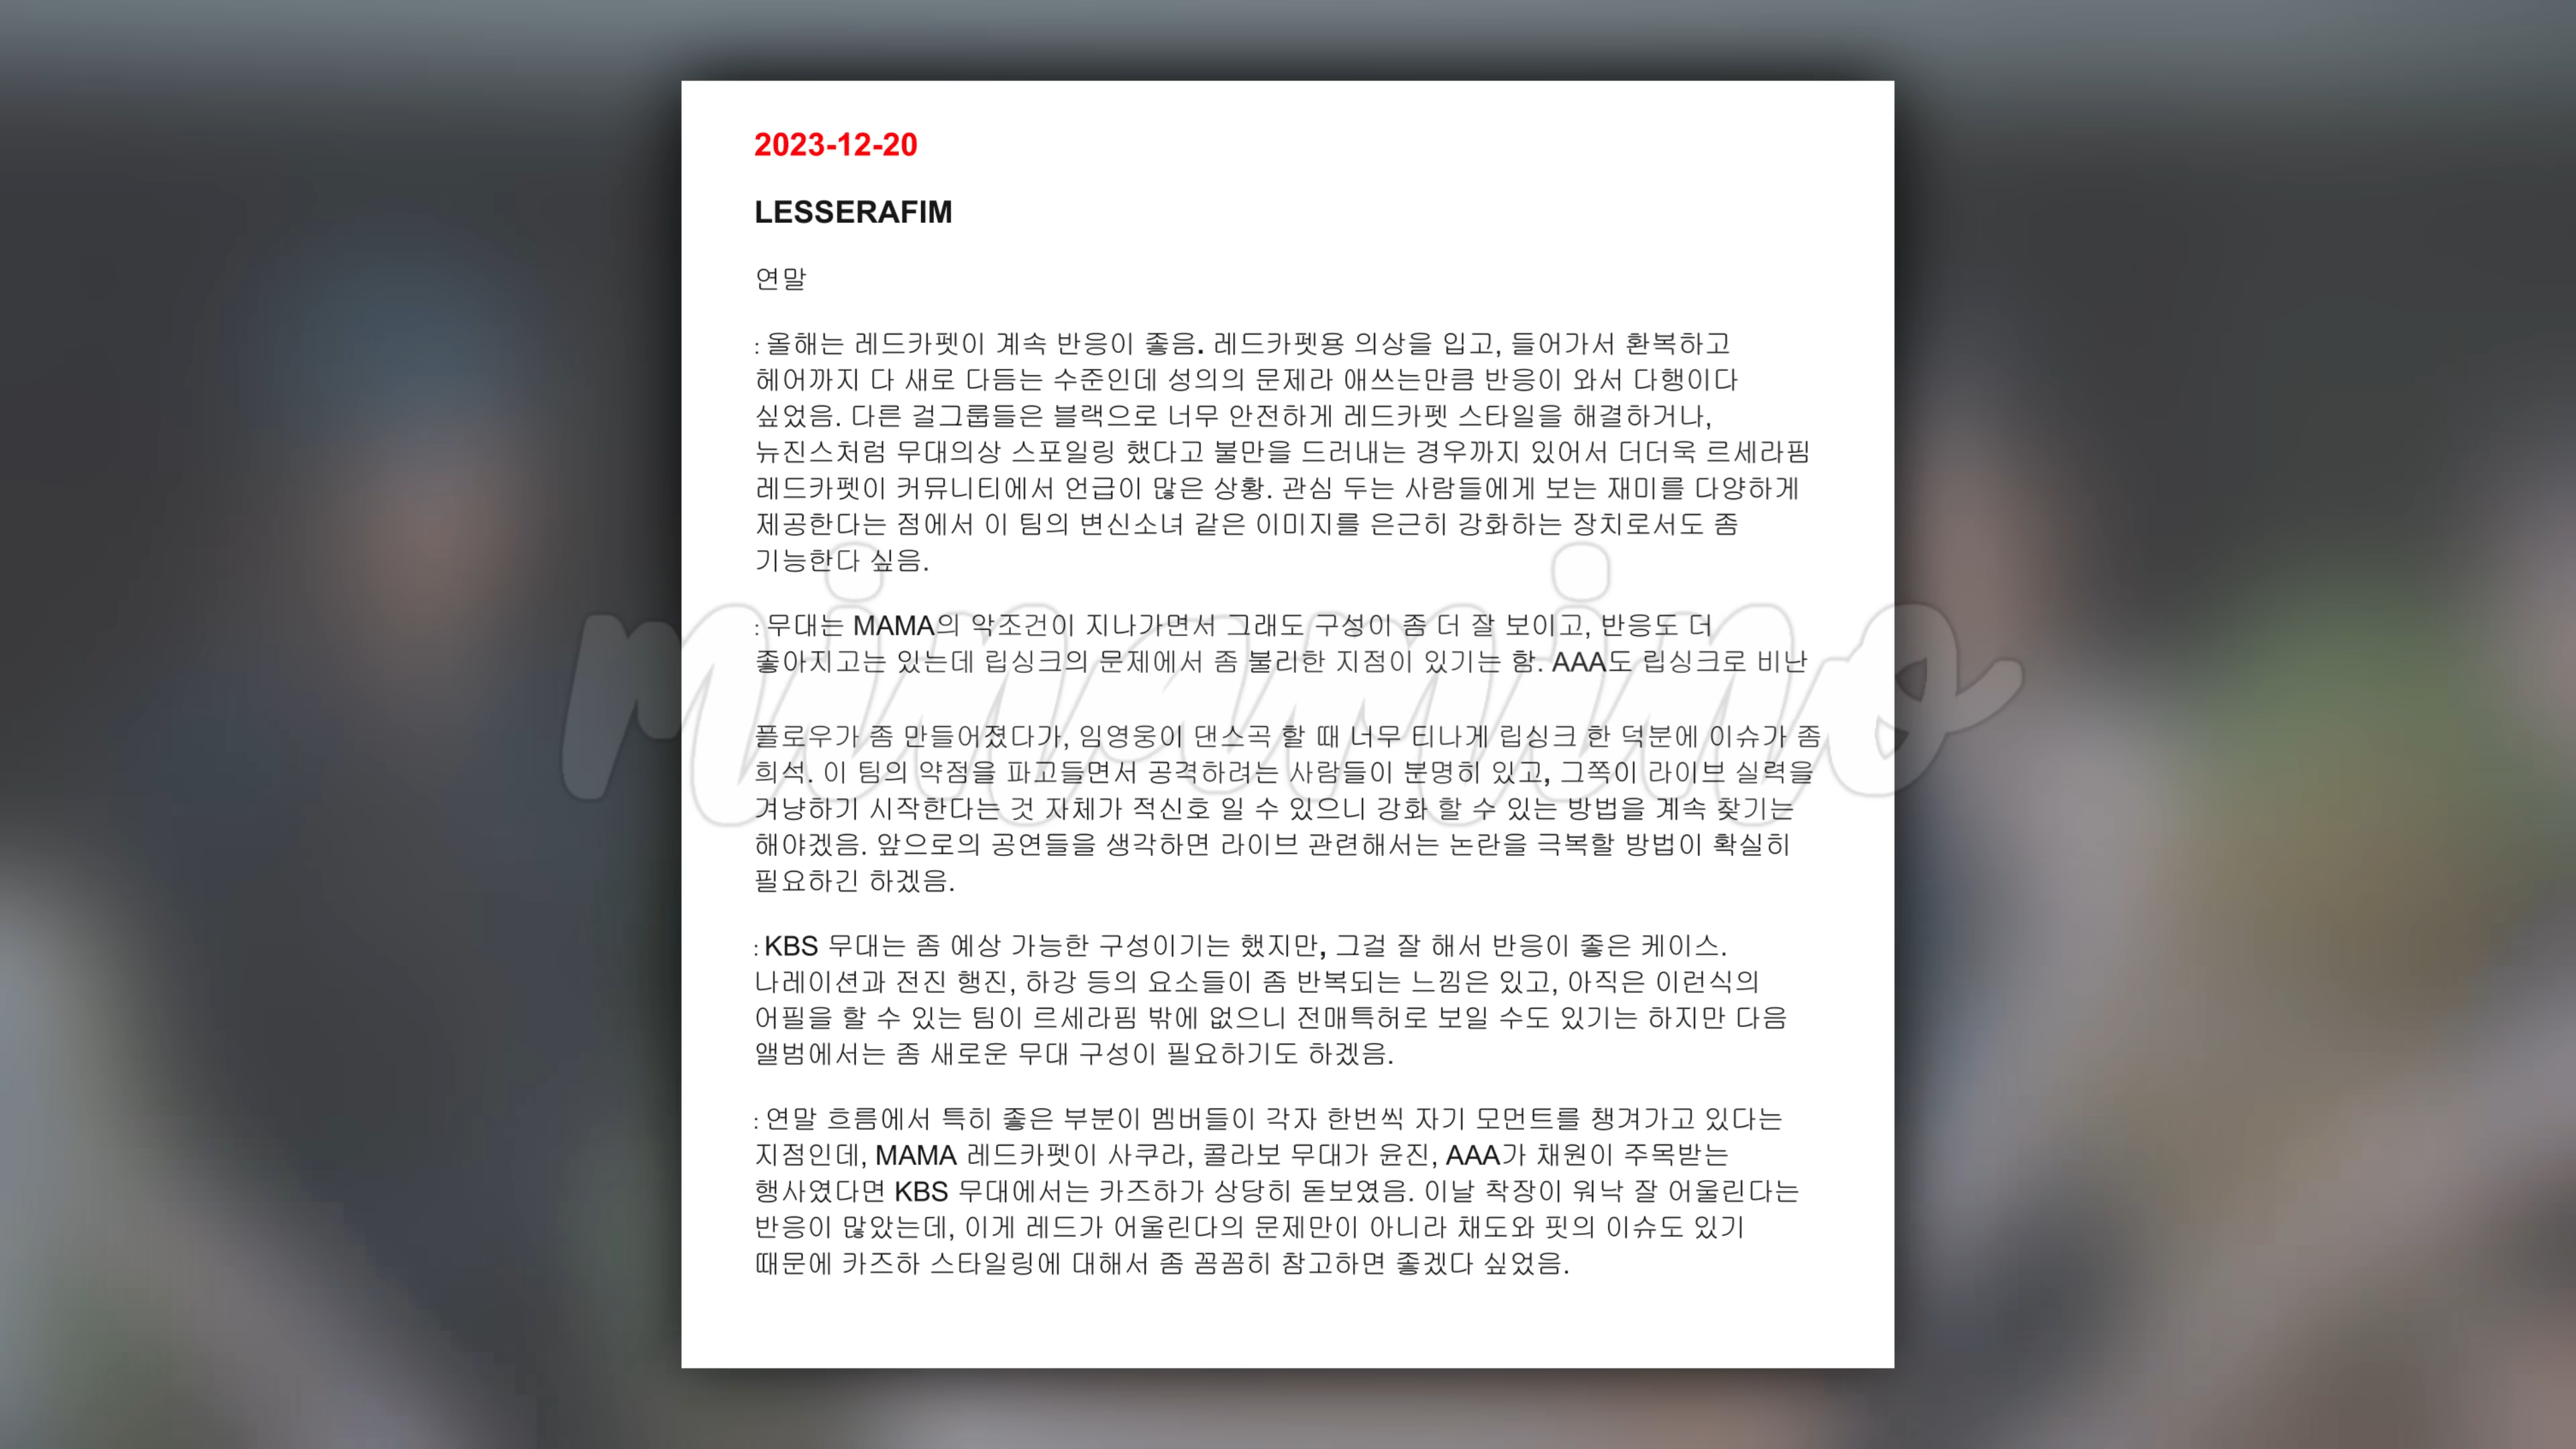 2023-12-20
LESSERAFIM
연말
: 올해는 레드카펫이 계속 반응이 좋음. 레드카펫용 의상을 입고, 들어가서 환복하고
헤어까지 다 새로 다듬는 수준인데 성의의 문제라 애쓰는만큼 반응이 와서 다행이다
싶었음. 다른 걸그룹들은 블랙으로 너무 안전하게 레드카펫 스타일을 해결하거나,
뉴진스처럼 무대의상 스포일링 했다고 불만을 드러내는 경우까지 있어서 더더욱 르세라핌
레드카펫이 커뮤니티에서 언급이 많은 상황. 관심 두는 사람들에게 보는 재미를 다양하게
제공한다는 점에서 이 팀의 변신소녀 같은 이미지를 은근히 강화하는 장치로서도 좀
기능한다 싶음.
: 무대는 MAMA의 악조건이 지나가면서 그래도 구성이 좀 더 잘 보이고, 반응도 더
좋아지고는 있는데 립싱크의 문제에서 좀 불리한 지점이 있기는 함. AAA도 립싱크로 비난
플로우가 좀 만들어졌다가, 임영웅이 댄스곡 할 때 너무 티나게 립싱크 한 덕분에 이슈가 좀
희석. 이 팀의 약점을 파고들면서 공격하려는 사람들이 분명히 있고, 그쪽이 라이브 실력을
겨냥하기 시작한다는 것 자체가 적신호 일 수 있으니 강화 할 수 있는 방법을 계속 찾기는
해야겠음. 앞으로의 공연들을 생각하면 라이브 관련해서는 논란을 극복할 방법이 확실히
필요하긴 하겠음.
: KBS 무대는 좀 예상 가능한 구성이기는 했지만, 그걸 잘 해서 반응이 좋은 케이스.
나레이션과 전진 행진, 하강 등의 요소들이 좀 반복되는 느낌은 있고, 아직은 이런식의
어필을 할 수 있는 팀이 르세라핌 밖에 없으니 전매특허로 보일 수도 있기는 하지만 다음
앨범에서는 좀 새로운 무대 구성이 필요하기도 하겠음.
: 연말 흐름에서 특히 좋은 부분이 멤버들이 각자 한번씩 자기 모먼트를 챙겨가고 있다는
지점인데, MAMA 레드카펫이 사쿠라, 콜라보 무대가 윤진, AAA가 채원이 주목받는
행사였다면 KBS 무대에서는 카즈하가 상당히 돋보였음. 이날 착장이 워낙 잘 어울린다는
반응이 많았는데, 이게 레드가 어울린다의 문제만이 아니라 채도와 핏의 이슈도 있기
때문에 카즈하 스타일링에 대해서 좀 꼼꼼히 참고하면 좋겠다 싶었음.
minamino